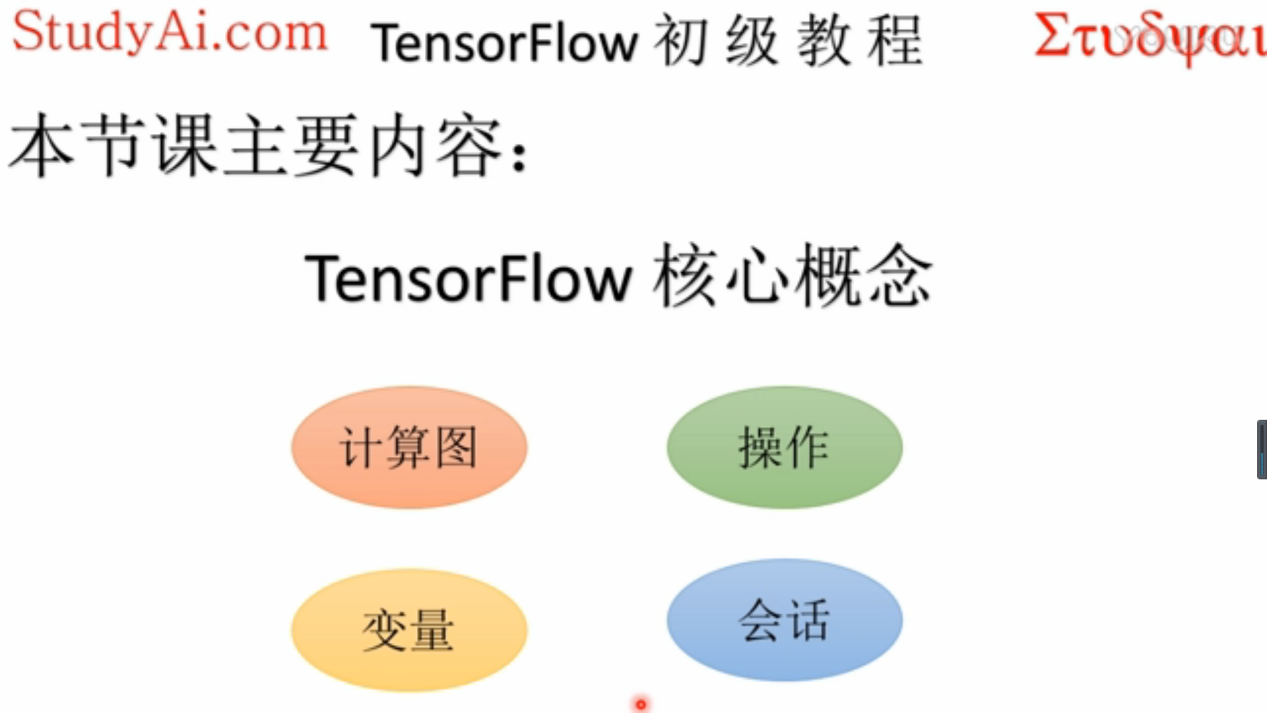 StudyAi.com
TensorFlow 初级教程
Στυδψαι
本节课主要内容：
TensorFlow 核心概念
计算图
操作
变量
会话